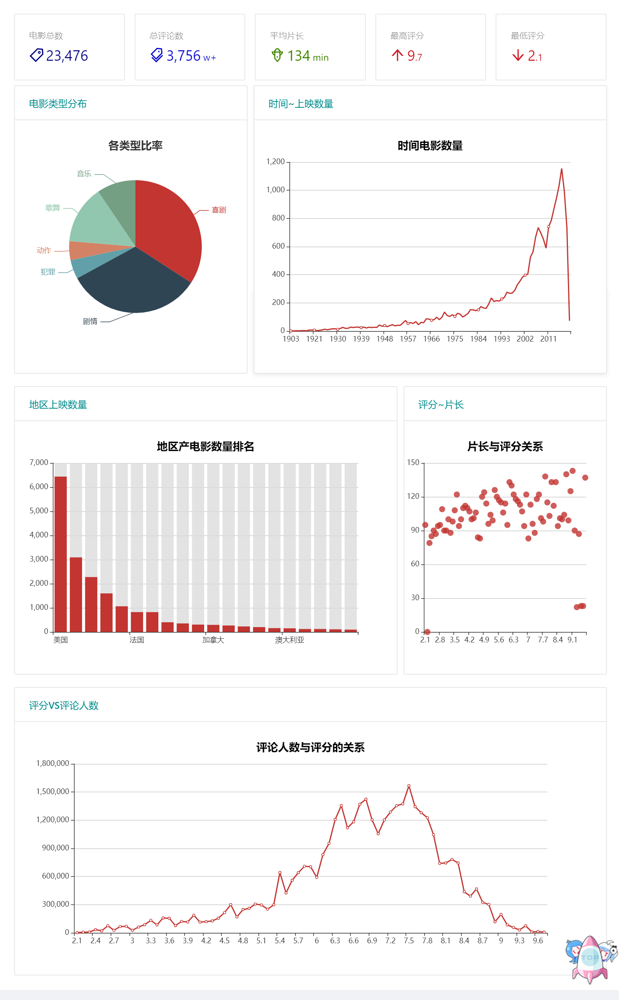 电影总数
23,476
总评论数
3,756 w+
平均片长
134 min
最高评分
9.7
最低评分
2.1
电影类型分布
各类型比率
音乐
歌舞
喜剧
动作
犯罪
剧情
时间~上映数量
时间电影数量
1,200
1,000
800
600
400
200
0
1903 1921 1930 1939 1948 1957 1966 1975 1984 1993 2002 2011
地区上映数量
地区产电影数量排名
7,000
6,000
5,000
4,000
3,000
2,000
1,000
0
美国 法国 加拿大 澳大利亚
评分~片长
片长与评分关系
150
120
90
60
30
0
2.1 2.8 3.5 4.2 4.9 5.6 6.3 7 7.7 8.4 9.1
评分VS评论人数
评论人数与评分的关系
1,800,000
1,500,000
1,200,000
900,000
600,000
300,000
0
2.1 2.4 2.7 3 3.3 3.6 3.9 4.2 4.5 4.8 5.1 5.4 5.7 6 6.3 6.6 6.9 7.2 7.5 7.8 8.1 8.4 8.7 9 9.3 9.6
TOP